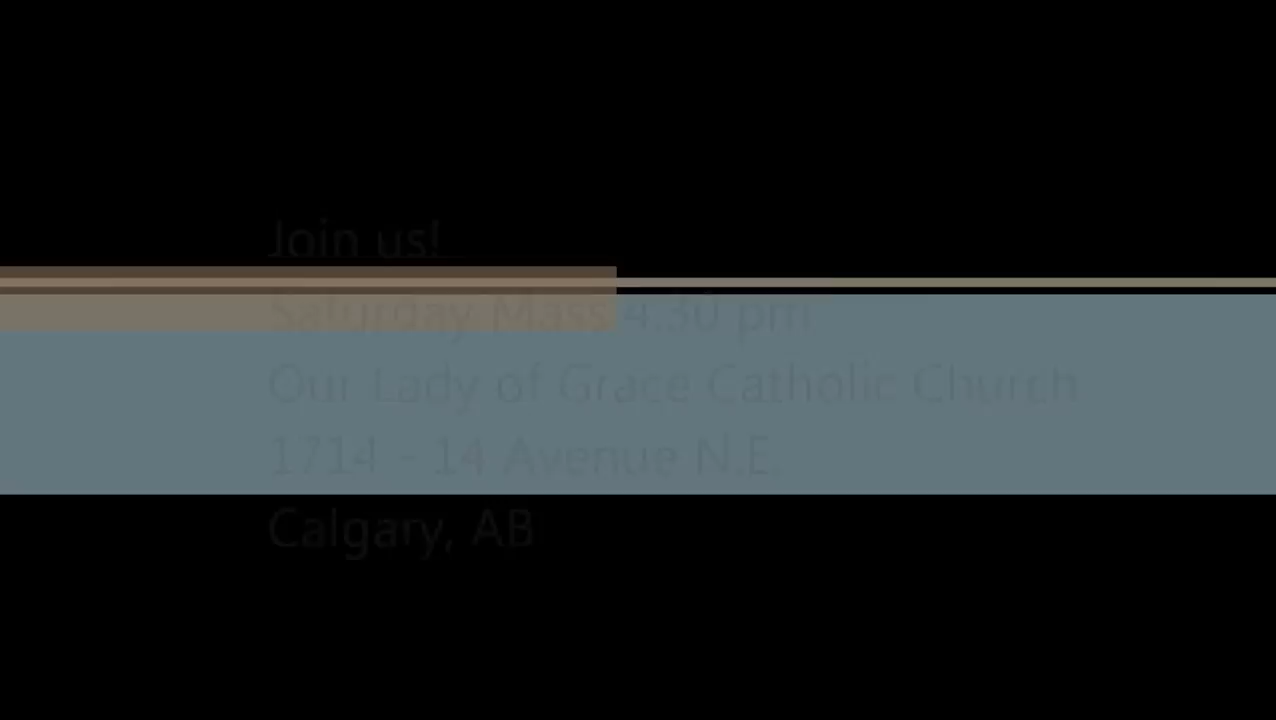 Join us!
Saturday Mass 4:30 pm
Our Lady of Grace Catholic Church
1714 - 14 Avenue N.E.
Calgary, AB